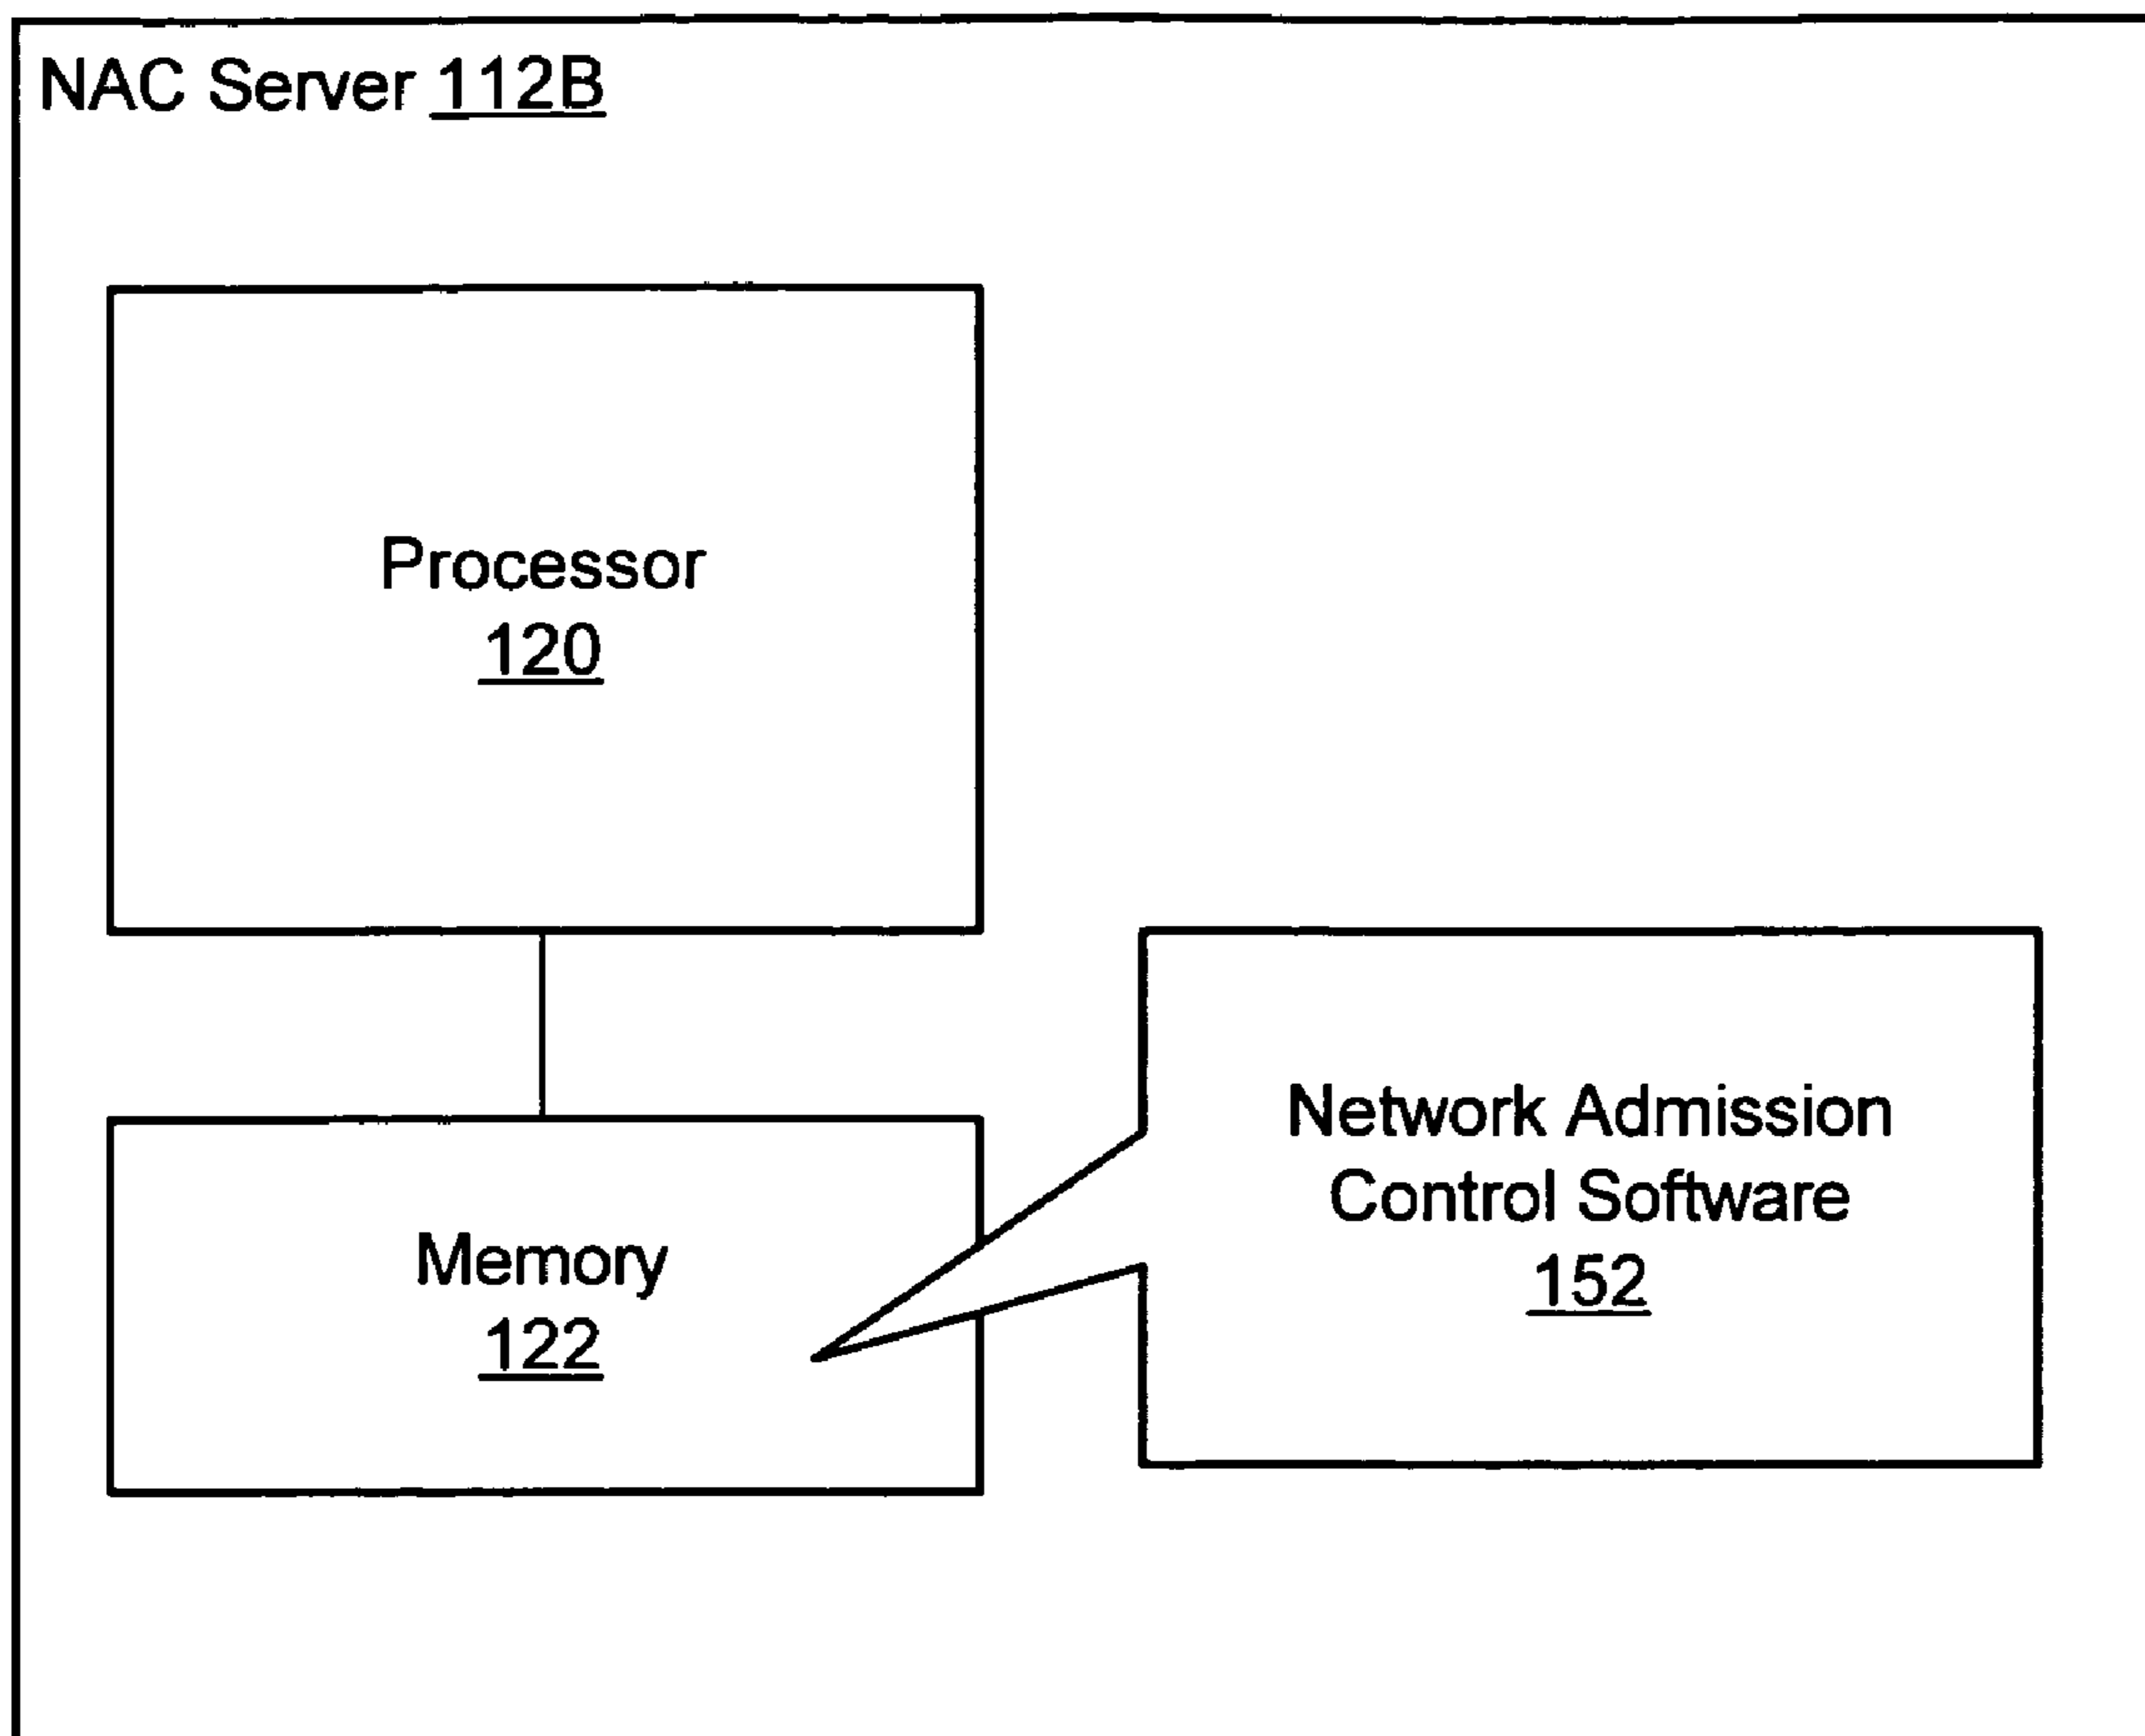 NAC Server 112B
Processor
120
Network Admission
Control Software
152
Memory
122